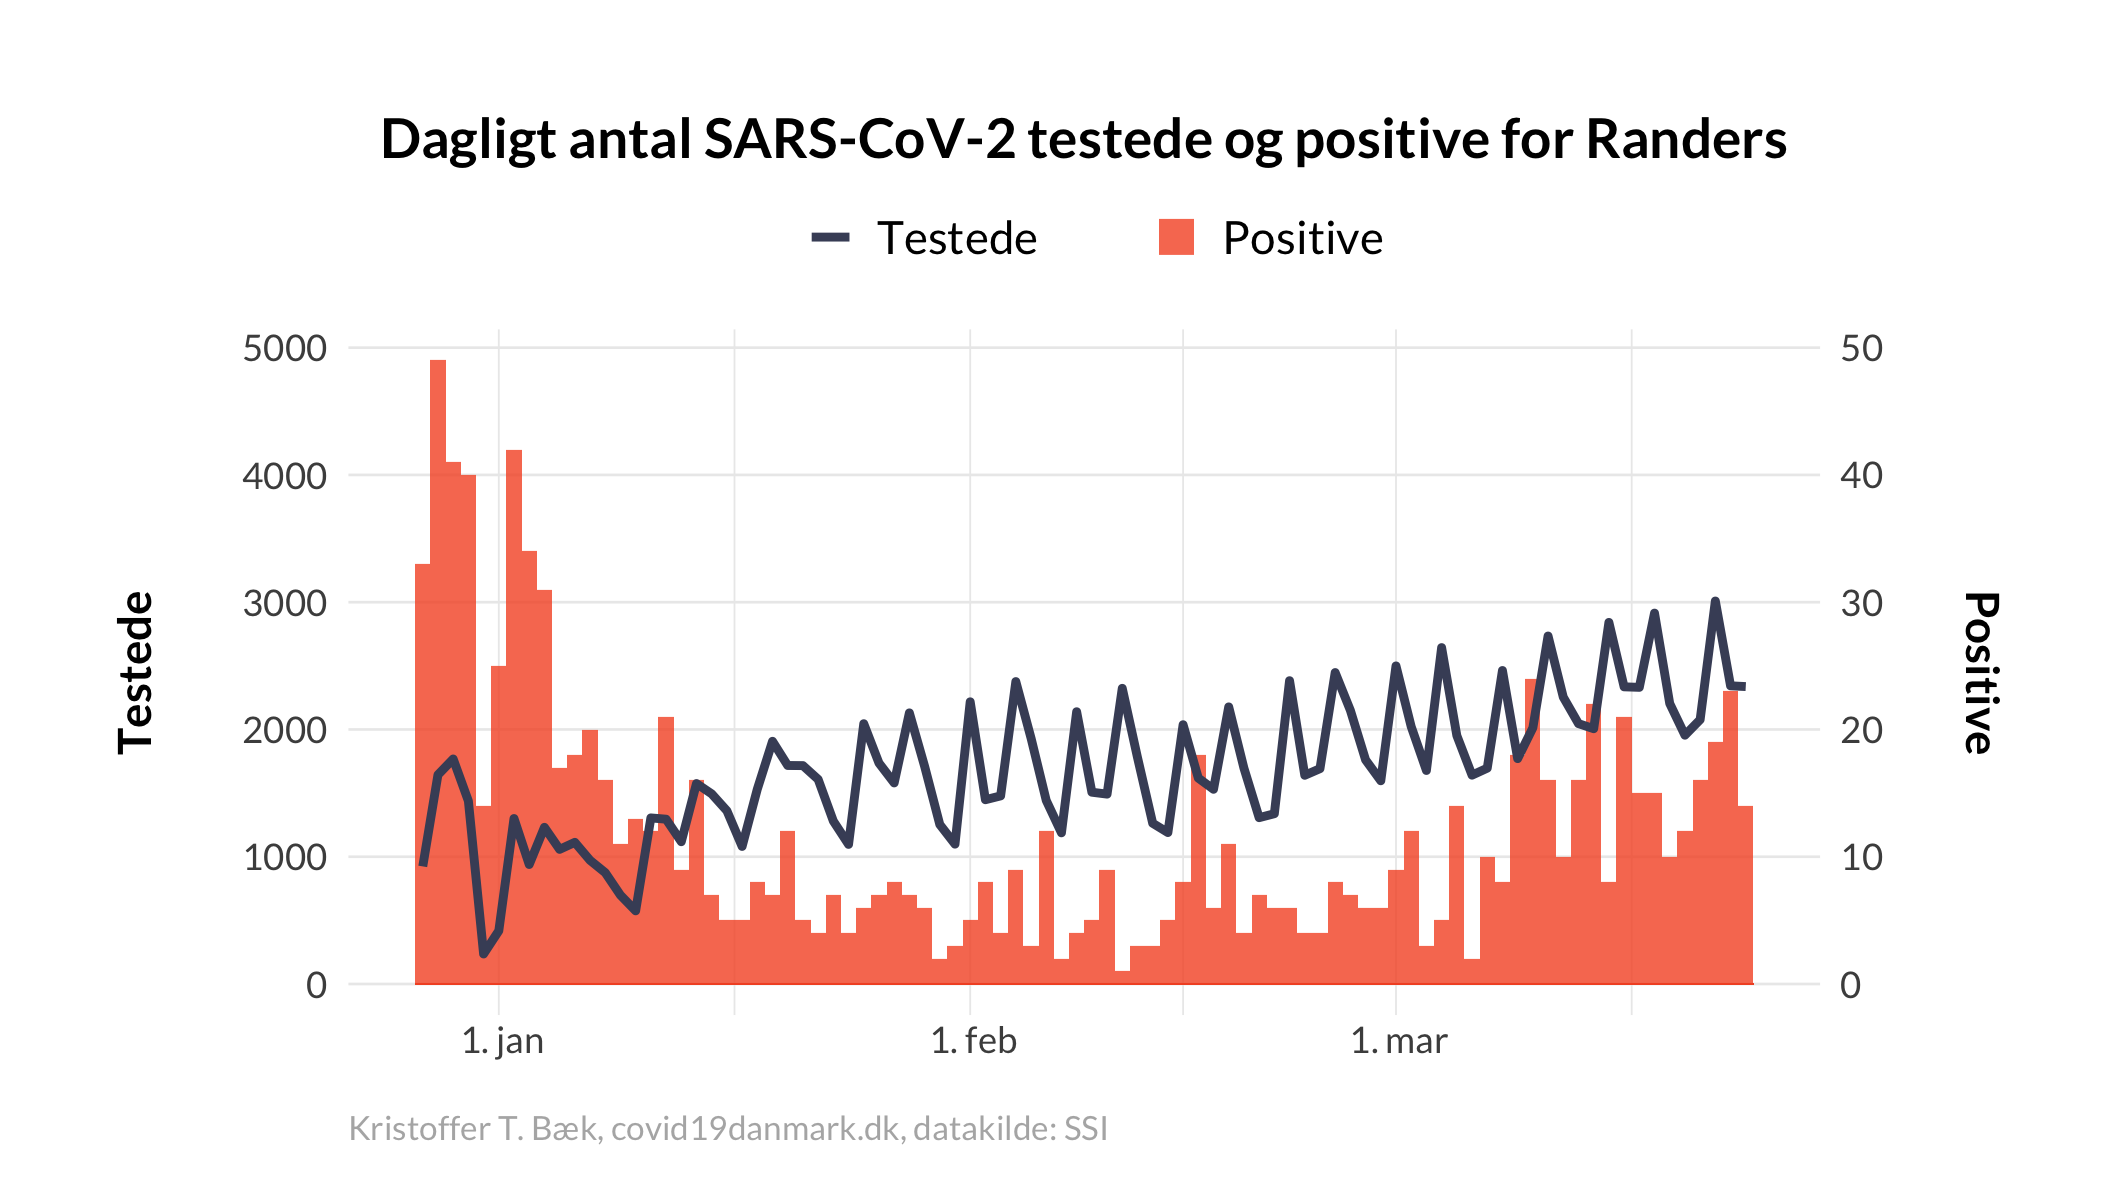 Dagligt antal SARS-CoV-2 testede og positive for Randers
Testede Positive
5000 50
4000 40
3000 30
2000 20
1000 10
0 0
Testede
Positive
1. jan 1. feb 1. mar
Kristoffer T. Bæk, covid19danmark.dk, datakilde: SSI